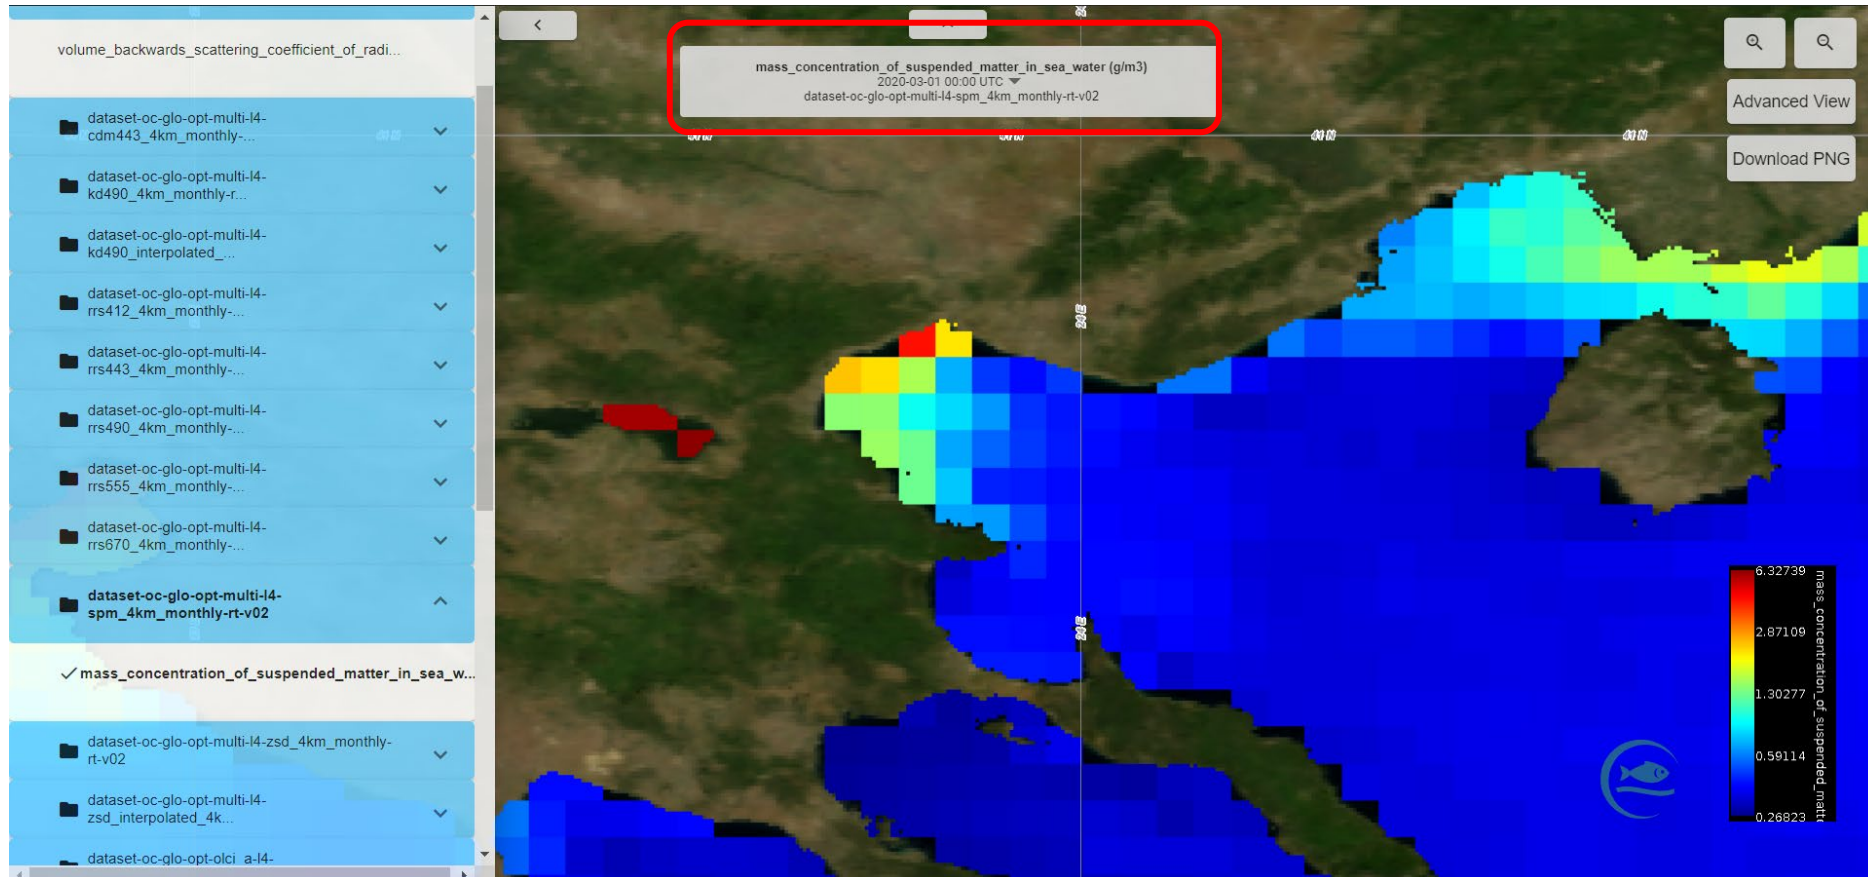 volume_backwards_scattering_coefficient_of_radi...
dataset-oc-glo-opt-multi-l4-
cdm443_4km_monthly-...
dataset-oc-glo-opt-multi-l4-
kd490_4km_monthly-r...
dataset-oc-glo-opt-multi-l4-
kd490_interpolated_...
dataset-oc-glo-opt-multi-l4-
rrs412_4km_monthly-...
dataset-oc-glo-opt-multi-l4-
rrs443_4km_monthly-...
dataset-oc-glo-opt-multi-l4-
rrs490_4km_monthly-...
dataset-oc-glo-opt-multi-l4-
rrs555_4km_monthly-...
dataset-oc-glo-opt-multi-l4-
rrs670_4km_monthly-...
dataset-oc-glo-opt-multi-l4-
spm_4km_monthly-rt-v02
mass_concentration_of_suspended_matter_in_sea_w...
dataset-oc-glo-opt-multi-l4-zsd_4km_monthly-
rt-v02
dataset-oc-glo-opt-multi-l4-
zsd_interpolated_4k...
dataset-oc-glo-opt-olci_a-l4-
mass_concentration_of_suspended_matter_in_sea_water (g/m3)
2020-03-01 00:00 UTC
dataset-oc-glo-opt-multi-l4-spm_4km_monthly-rt-v02
Advanced View
Download PNG
6.32739
2.87109
1.30277
0.59114
0.26823
mass_concentration_of_suspended_matt